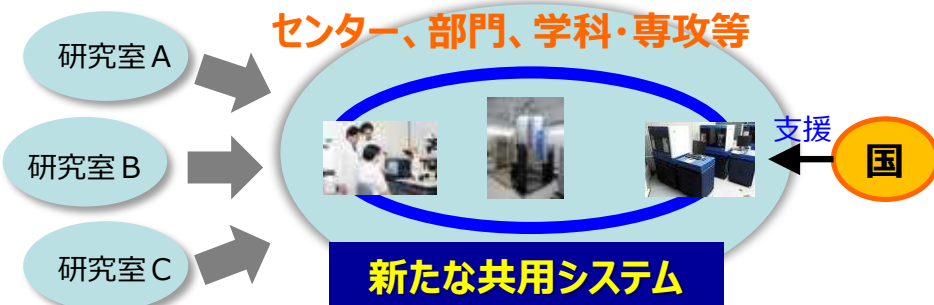 センター、部門、学科・専攻等
研究室A
研究室B
研究室C
支援
国
新たな共用システム